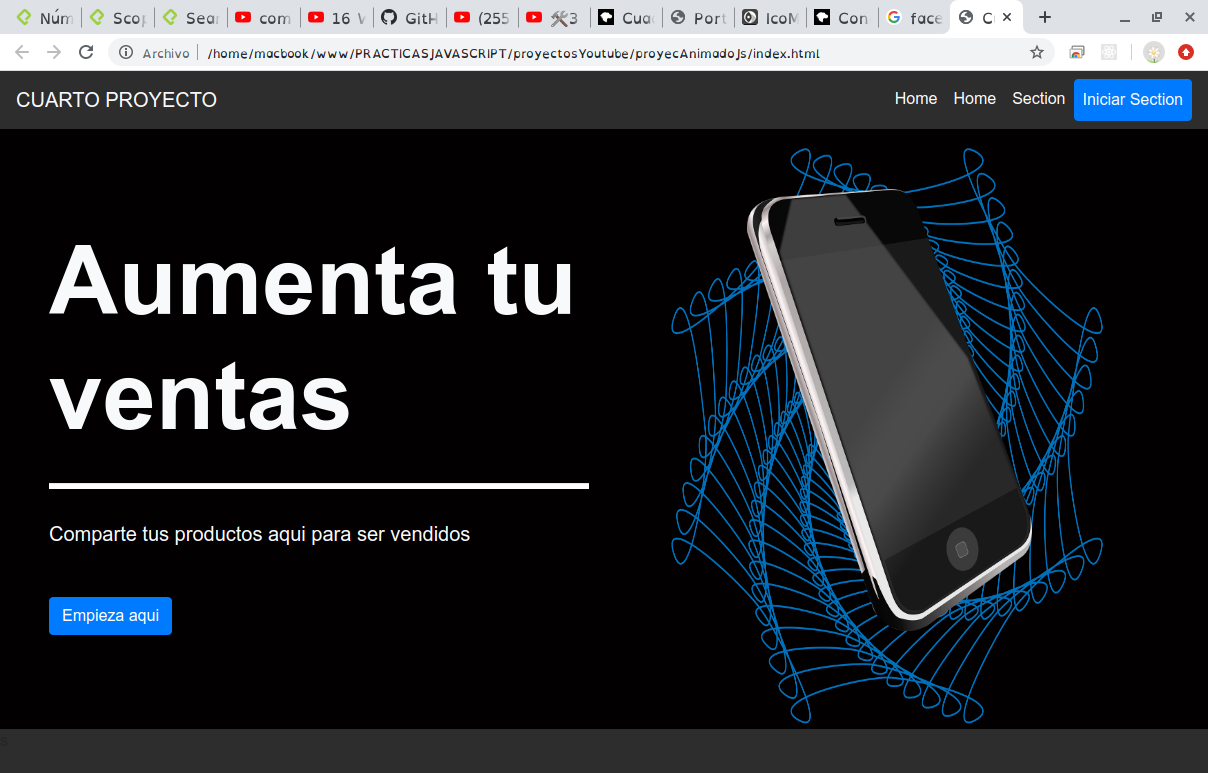 Núm
Scop
Sear
com
16 V
GitH
(255
🛠3
Cua
Port
IcoM
Con
face
C
Archivo
/home/macbook/www/PRACTICASJAVASCRIPT/proyectosYoutube/proyecAnimadoJs/index.html
CUARTO PROYECTO
Home Home Section Iniciar Section
Aumenta tu
ventas
Comparte tus productos aqui para ser vendidos
Empieza aqui
s